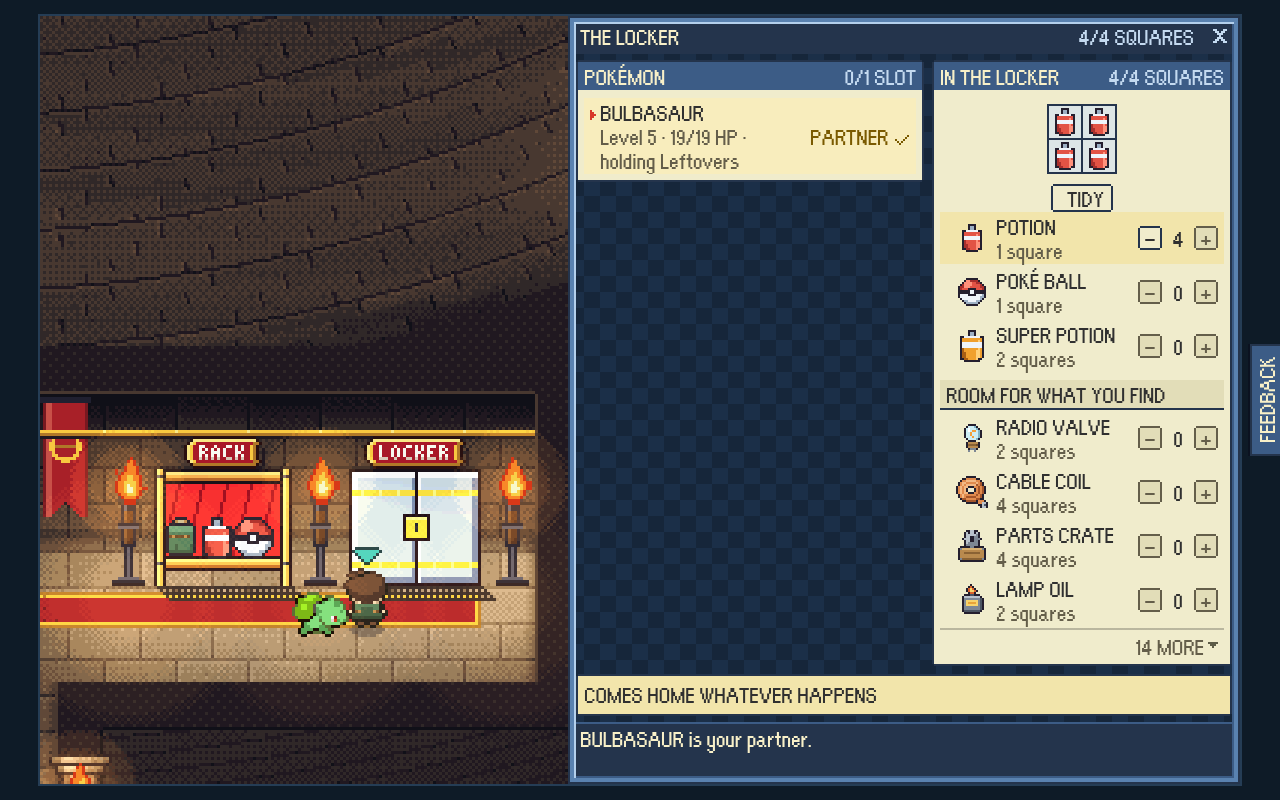 THE LOCKER 4/4 SQUARES X
POKÉMON 0/1 SLOT
BULBASAUR
Level 5 · 19/19 HP ·
holding Leftovers
PARTNER ✓
IN THE LOCKER 4/4 SQUARES
TIDY
POTION
1 square
− 4 +
POKÉ BALL
1 square
− 0 +
SUPER POTION
2 squares
− 0 +
ROOM FOR WHAT YOU FIND
RADIO VALVE
2 squares
− 0 +
CABLE COIL
4 squares
− 0 +
PARTS CRATE
4 squares
− 0 +
LAMP OIL
2 squares
− 0 +
14 MORE
COMES HOME WHATEVER HAPPENS
BULBASAUR is your partner.
RACK
LOCKER
FEEDBACK